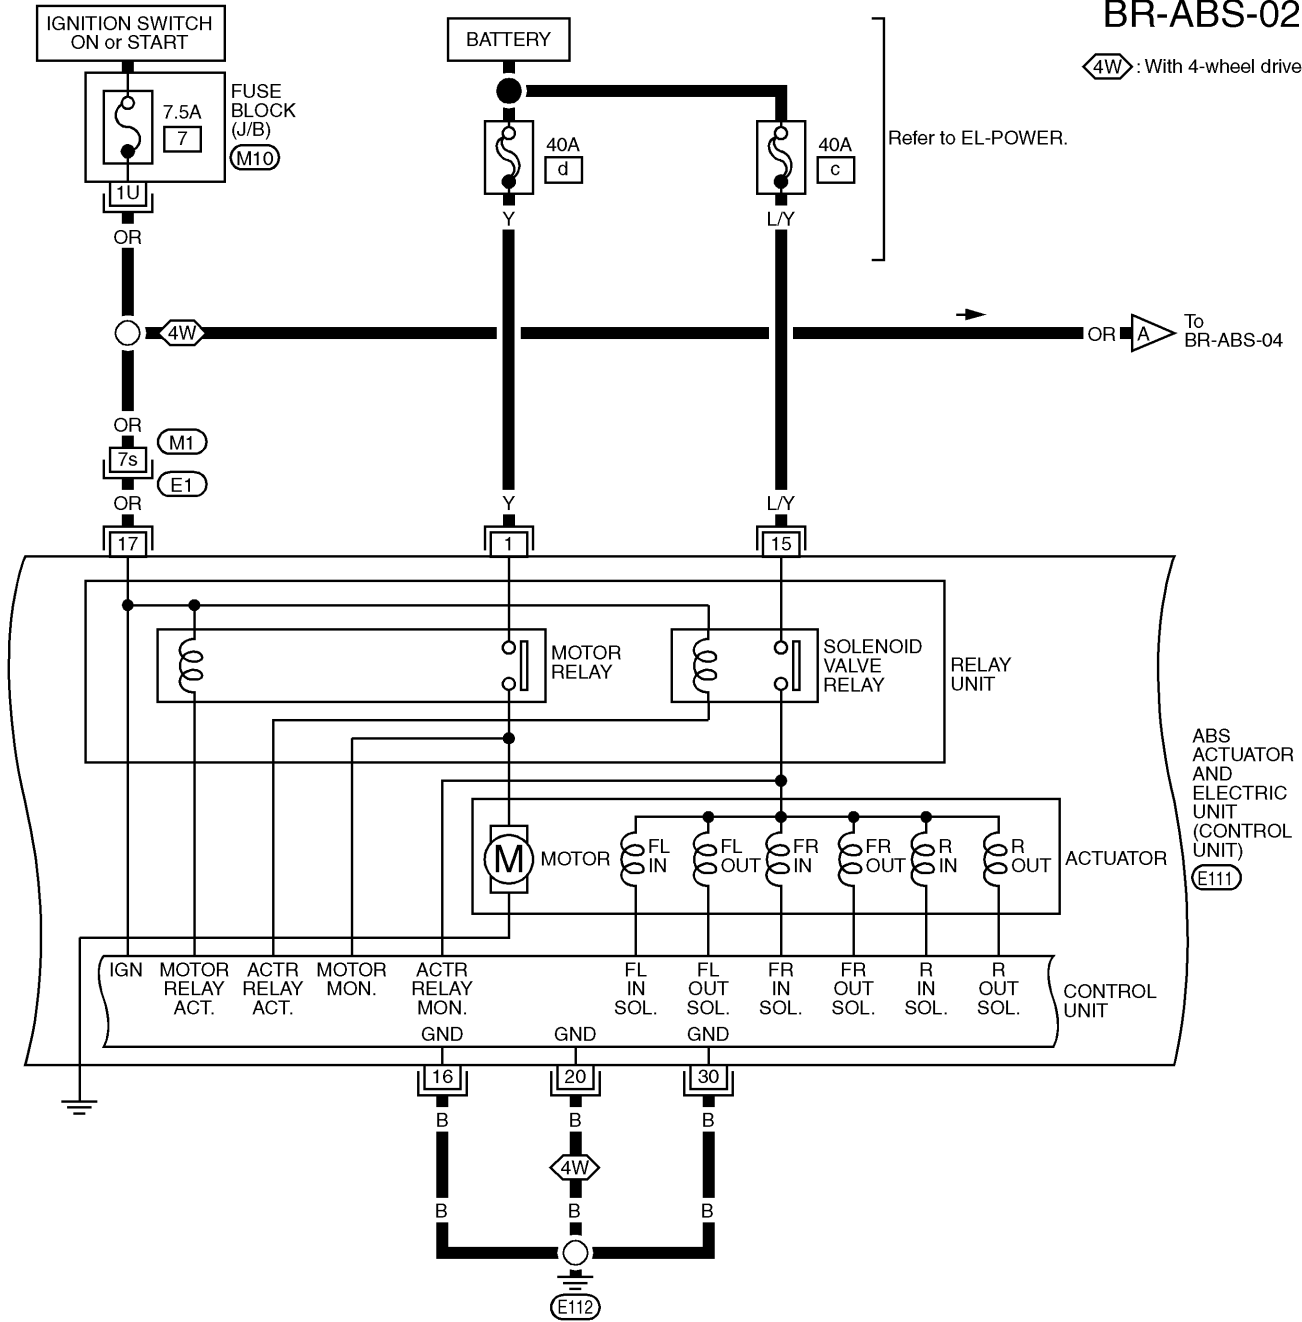 BR-ABS-02
IGNITION SWITCH
ON or START
BATTERY
4W : With 4-wheel drive
FUSE
BLOCK
(J/B)
M10
7.5A
7
1U
40A
d
40A
c
Refer to EL-POWER.
OR
Y
L/Y
4W
OR
A
To
BR-ABS-04
OR
M1
7s
E1
OR
Y
L/Y
17
1
15
MOTOR
RELAY
SOLENOID
VALVE
RELAY
RELAY
UNIT
ABS
ACTUATOR
AND
ELECTRIC
UNIT
(CONTROL
UNIT)
E111
M
MOTOR
FL
IN
FL
OUT
FR
IN
FR
OUT
R
IN
R
OUT
ACTUATOR
IGN
MOTOR
RELAY
ACT.
ACTR
RELAY
ACT.
MOTOR
MON.
ACTR
RELAY
MON.
FL
IN
SOL.
FL
OUT
SOL.
FR
IN
SOL.
FR
OUT
SOL.
R
IN
SOL.
R
OUT
SOL.
CONTROL
UNIT
GND
GND
GND
16
20
30
B
B
B
4W
B
B
B
E112